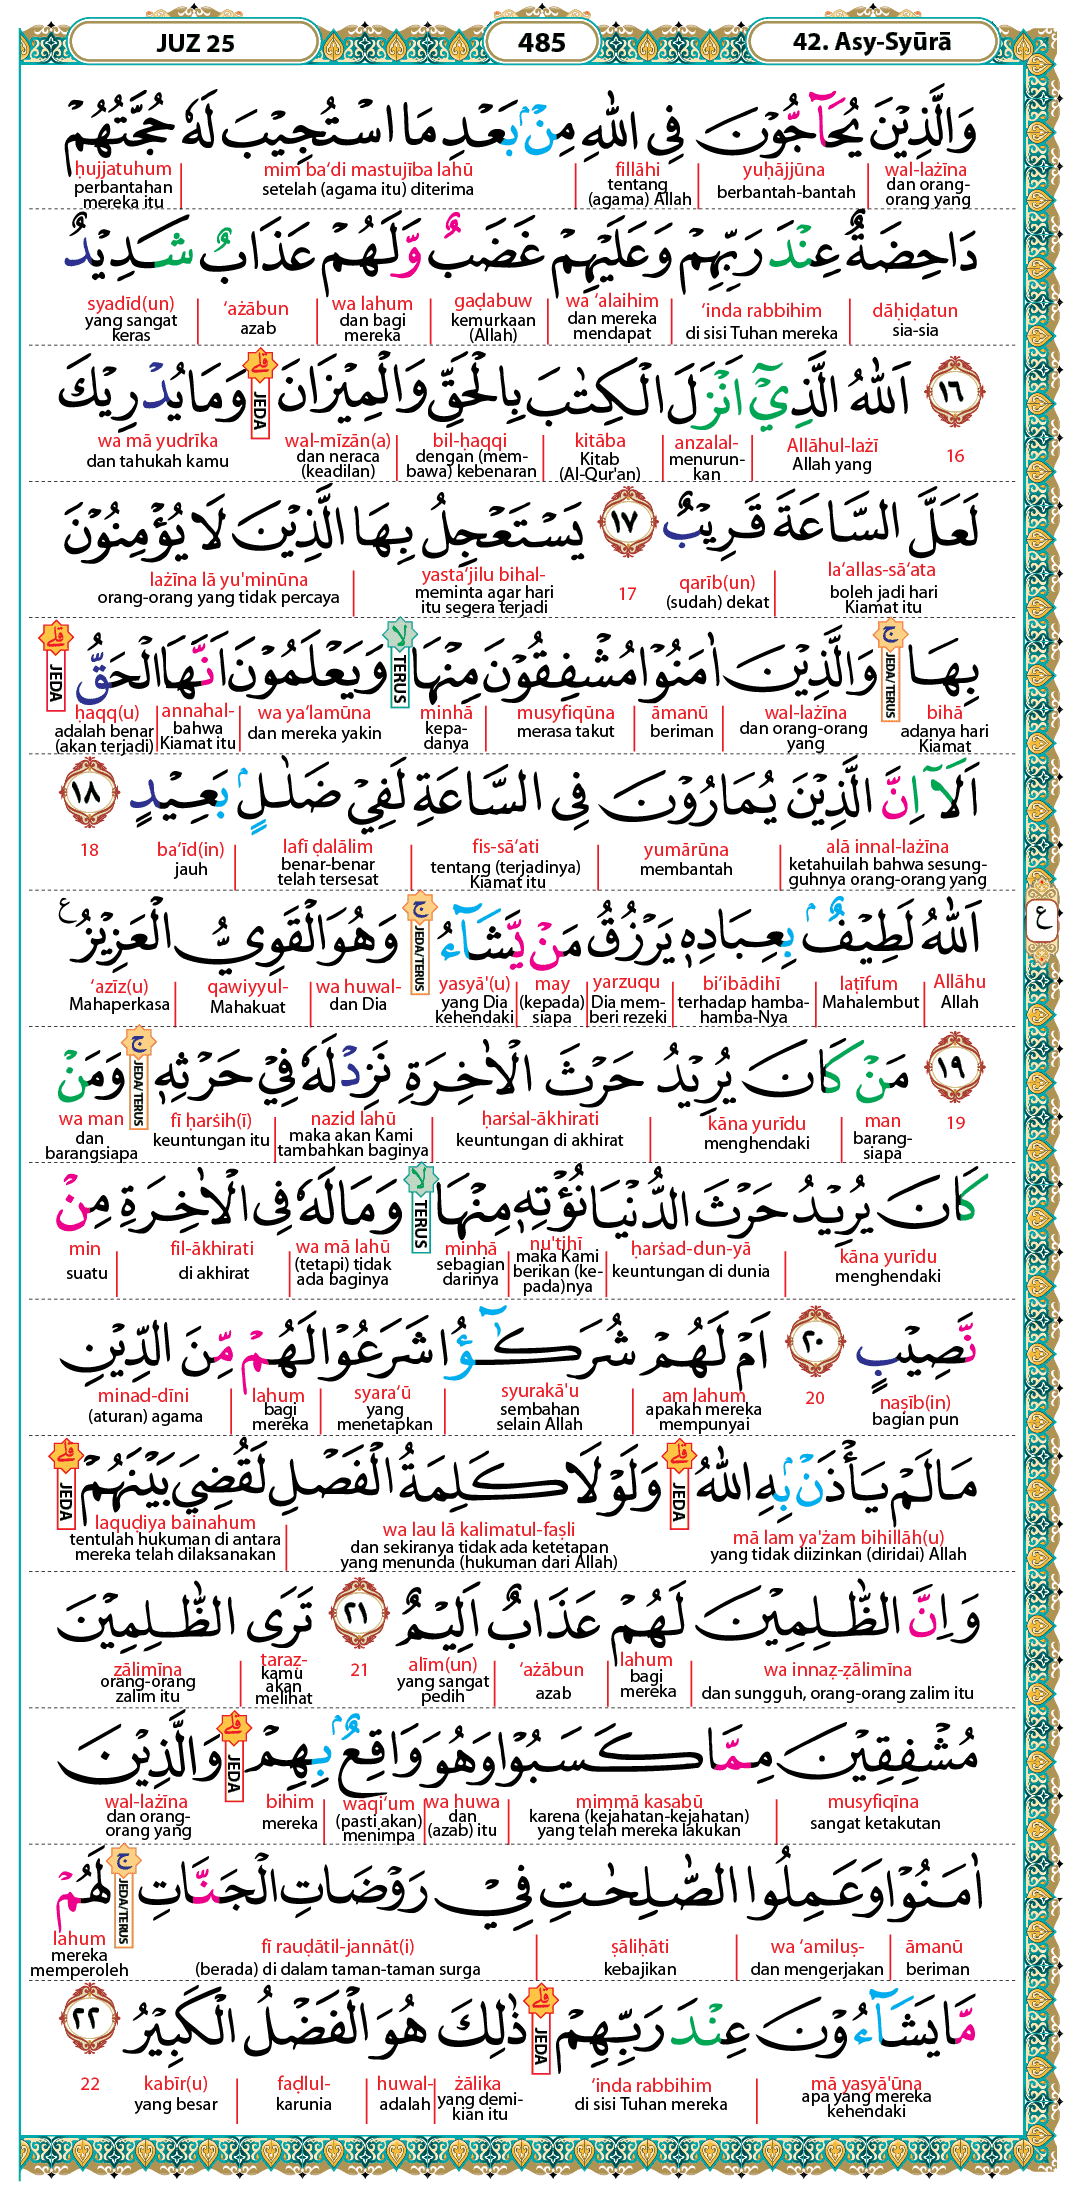 JUZ 25 485 42. Asy-Syūrā
وَالَّذِيْنَ يُحَاۤجُّوْنَ فِى اللّٰهِ مِنْۢ بَعْدِ مَا اسْتُجِيْبَ لَهٗ حُجَّتُهُمْ
wal-lażīna yuḥājjūna fillāhi mim ba‘di mastujība lahū ḥujjatuhum
dan orang-orang yang berbantah-bantah tentang (agama) Allah setelah (agama itu) diterima perbantahan mereka itu
دَاحِضَةٌ عِنْدَ رَبِّهِمْ وَعَلَيْهِمْ غَضَبٌ وَّلَهُمْ عَذَابٌ شَدِيْدٌ
dāḥiḍatun ‘inda rabbihim wa ‘alaihim gaḍabuw wa lahum ‘ażābun syadīd(un)
sia-sia di sisi Tuhan mereka dan mereka mendapat kemurkaan (Allah) dan bagi mereka azab yang sangat keras
١٦ اَللّٰهُ الَّذِيْٓ اَنْزَلَ الْكِتٰبَ بِالْحَقِّ وَالْمِيْزَانَ ۗ JEDA وَمَا يُدْرِيْكَ
16 Allāhul-lażī anzalal- kitāba bil-ḥaqqi wal-mīzān(a) wa mā yudrīka
Allah yang menurunkan Kitab (Al-Qur'an) dengan (membawa) kebenaran dan neraca (keadilan) dan tahukah kamu
لَعَلَّ السَّاعَةَ قَرِيْبٌ ١٧ يَسْتَعْجِلُ بِهَا الَّذِيْنَ لَا يُؤْمِنُوْنَ
la‘allas-sā‘ata qarīb(un) 17 yasta‘jilu bihal- lażīna lā yu'minūna
boleh jadi hari Kiamat itu (sudah) dekat meminta agar hari itu segera terjadi orang-orang yang tidak percaya
بِهَا ۚ JEDA/TERUS وَالَّذِيْنَ اٰمَنُوْا مُشْفِقُوْنَ مِنْهَا ۙ TERUS وَيَعْلَمُوْنَ اَنَّهَا الْحَقُّ ۗ JEDA
bihā wal-lażīna āmanū musyfiqūna minhā wa ya‘lamūna annahal- ḥaqq(u)
adanya hari Kiamat dan orang-orang yang beriman merasa takut kepadanya dan mereka yakin bahwa Kiamat itu adalah benar (akan terjadi)
اَلَآ اِنَّ الَّذِيْنَ يُمَارُوْنَ فِى السَّاعَةِ لَفِيْ ضَلٰلٍۢ بَعِيْدٍ ١٨
alā innal-lażīna yumārūna fis-sā‘ati lafī ḍalālim ba‘īd(in) 18
ketahuilah bahwa sesungguhnya orang-orang yang membantah tentang (terjadinya) Kiamat itu benar-benar telah tersesat jauh
اَللّٰهُ لَطِيْفٌۢ بِعِبَادِهٖ يَرْزُقُ مَنْ يَّشَاۤءُ ۚ JEDA/TERUS وَهُوَ الْقَوِيُّ الْعَزِيْزُ ع
ع
Allāhu laṭīfum bi‘ibādihī yarzuqu may yasyā'(u) wa huwal- qawiyyul- ‘azīz(u)
Allah Mahalembut terhadap hamba-hamba-Nya Dia memberi rezeki (kepada) siapa yang Dia kehendaki dan Dia Mahakuat Mahaperkasa
١٩ مَنْ كَانَ يُرِيْدُ حَرْثَ الْاٰخِرَةِ نَزِدْ لَهٗ فِيْ حَرْثِهٖ ۚ JEDA/TERUS وَمَنْ
19 man kāna yurīdu ḥarṡal-ākhirati nazid lahū fī ḥarṡih(ī) wa man
barangsiapa menghendaki keuntungan di akhirat maka akan Kami tambahkan baginya keuntungan itu dan barangsiapa
كَانَ يُرِيْدُ حَرْثَ الدُّنْيَا نُؤْتِهٖ مِنْهَا ۙ TERUS وَمَا لَهٗ فِى الْاٰخِرَةِ مِنْ
kāna yurīdu ḥarṡad-dun-yā nu'tihī minhā wa mā lahū fil-ākhirati min
menghendaki keuntungan di dunia maka Kami berikan (kepada)nya sebagian darinya (tetapi) tidak ada baginya di akhirat suatu
نَّصِيْبٍ ٢٠ اَمْ لَهُمْ شُرَكٰۤؤُا شَرَعُوْا لَهُمْ مِّنَ الدِّيْنِ
naṣīb(in) 20 am lahum syurakā'u syara‘ū lahum minad-dīni
bagian pun apakah mereka mempunyai sembahan selain Allah yang menetapkan bagi mereka (aturan) agama
مَا لَمْ يَأْذَنْۢ بِهِ اللّٰهُ ۗ JEDA وَلَوْلَا كَلِمَةُ الْفَصْلِ لَقُضِيَ بَيْنَهُمْ ۗ JEDA
mā lam ya'żam bihillāh(u) wa lau lā kalimatul-faṣli laquḍiya bainahum
yang tidak diizinkan (diridai) Allah dan sekiranya tidak ada ketetapan yang menunda (hukuman dari Allah) tentulah hukuman di antara mereka telah dilaksanakan
وَاِنَّ الظّٰلِمِيْنَ لَهُمْ عَذَابٌ اَلِيْمٌ ٢١ تَرَى الظّٰلِمِيْنَ
wa innaẓ-ẓālimīna lahum ‘ażābun alīm(un) 21 taraz- zālimīna
dan sungguh, orang-orang zalim itu bagi mereka azab yang sangat pedih kamu akan melihat orang-orang zalim itu
مُشْفِقِيْنَ مِمَّا كَسَبُوْا وَهُوَ وَاقِعٌۢ بِهِمْ ۗ JEDA وَالَّذِيْنَ
musyfiqīna mimmā kasabū wa huwa wāqi‘um bihim wal-lażīna
sangat ketakutan karena (kejahatan-kejahatan) yang telah mereka lakukan dan (azab) itu (pasti akan) menimpa mereka dan orang-orang yang
اٰمَنُوْا وَعَمِلُوا الصّٰلِحٰتِ فِيْ رَوْضَاتِ الْجَنّٰاتِ ۚ JEDA/TERUS لَهُمْ
āmanū wa ‘amiluṣ- ṣāliḥāti fī rauḍātil-jannāt(i) lahum
beriman dan mengerjakan kebajikan (berada) di dalam taman-taman surga mereka memperoleh
مَّا يَشَاۤءُوْنَ عِنْدَ رَبِّهِمْ ۗ JEDA ذٰلِكَ هُوَ الْفَضْلُ الْكَبِيْرُ ٢٢
mā yasyā'ūna ‘inda rabbihim żālika huwal- faḍlul- kabīr(u) 22
apa yang mereka kehendaki di sisi Tuhan mereka yang demikian itu adalah karunia yang besar